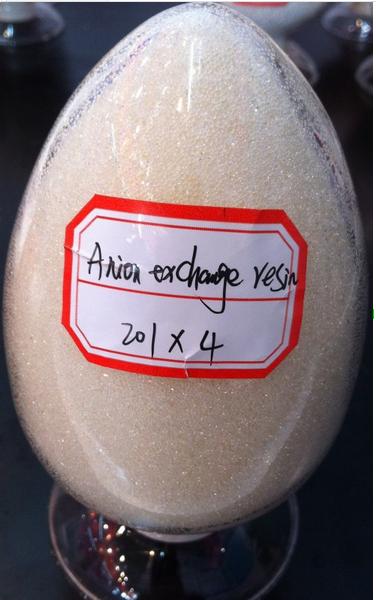 Anion exchange resin
201 x 4